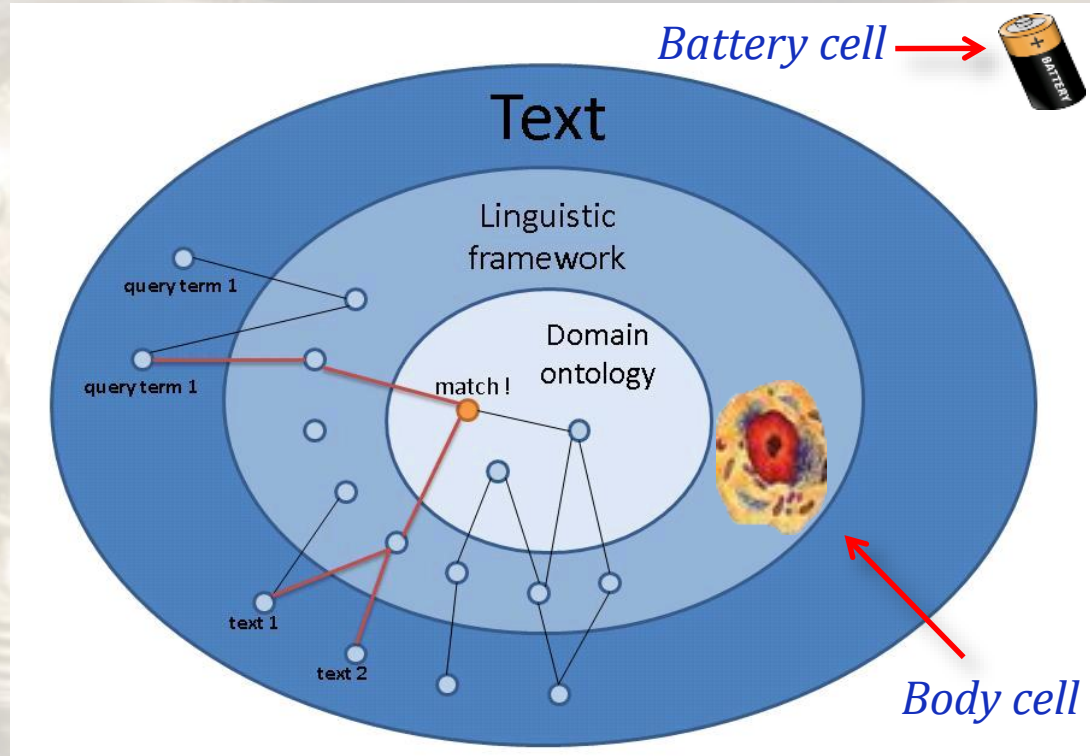 Battery cell
+
BATTERY
Text
Linguistic
framework
query term 1
Domain
ontology
query term 1
match !
text 1
text 2
Body cell